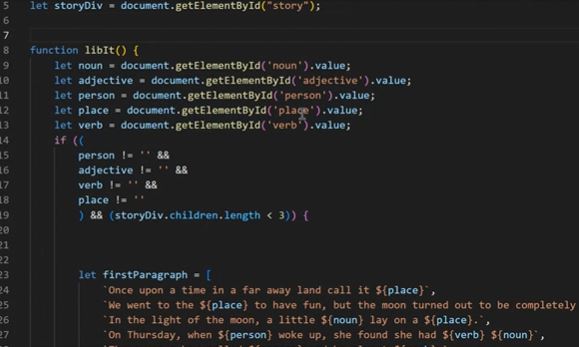 5 let storyDiv = document.getElementById("story");
6
7
8 function libIt() {
9 let noun = document.getElementById('noun').value;
10 let adjective = document.getElementById('adjective').value;
11 let person = document.getElementById('person').value;
12 let place = document.getElementById('place').value;
13 let verb = document.getElementById('verb').value;
14 if ((
15 person != '' &&
16 adjective != '' &&
17 verb != '' &&
18 place != ''
19 ) && (storyDiv.children.length < 3)) {
20
21
22
23 let firstParagraph = [
24 `Once upon a time in a far away land call it ${place}`,
25 `We went to the ${place} to have fun, but the moon turned out to be completely
26 `In the light of the moon, a little ${noun} lay on a ${place}.`,
27 `On Thursday, when ${person} woke up, she found she had ${verb} ${noun}`,